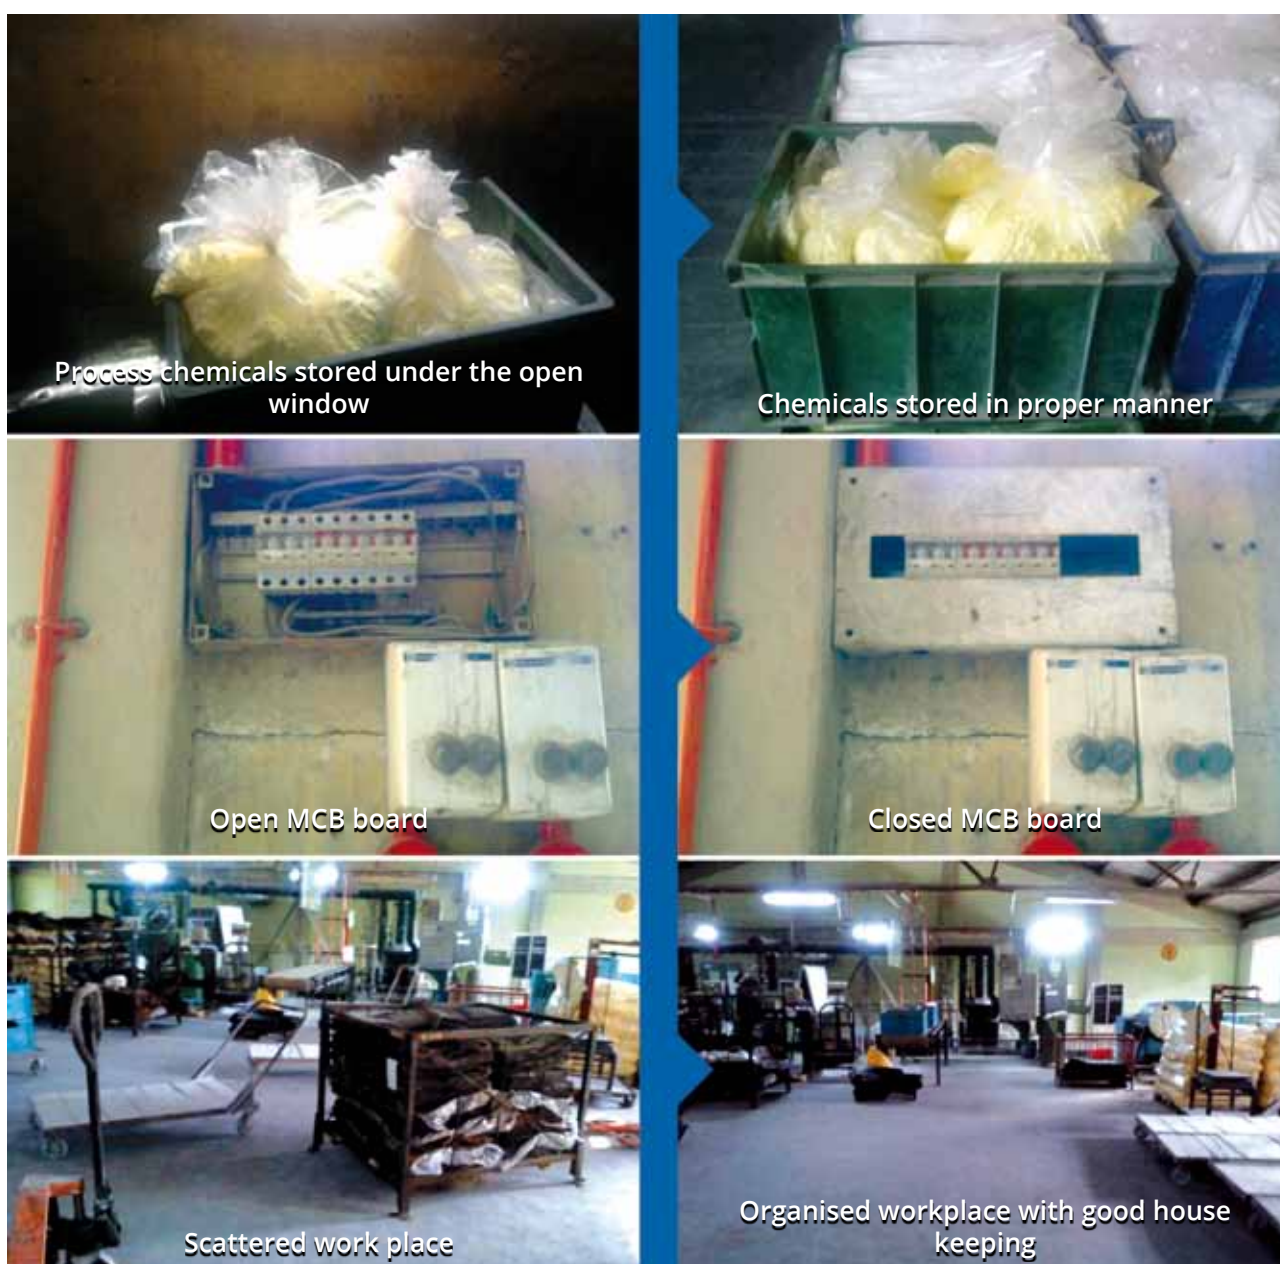 Process chemicals stored under the open
window
Chemicals stored in proper manner
Open MCB board
Closed MCB board
Scattered work place
Organised workplace with good house
keeping